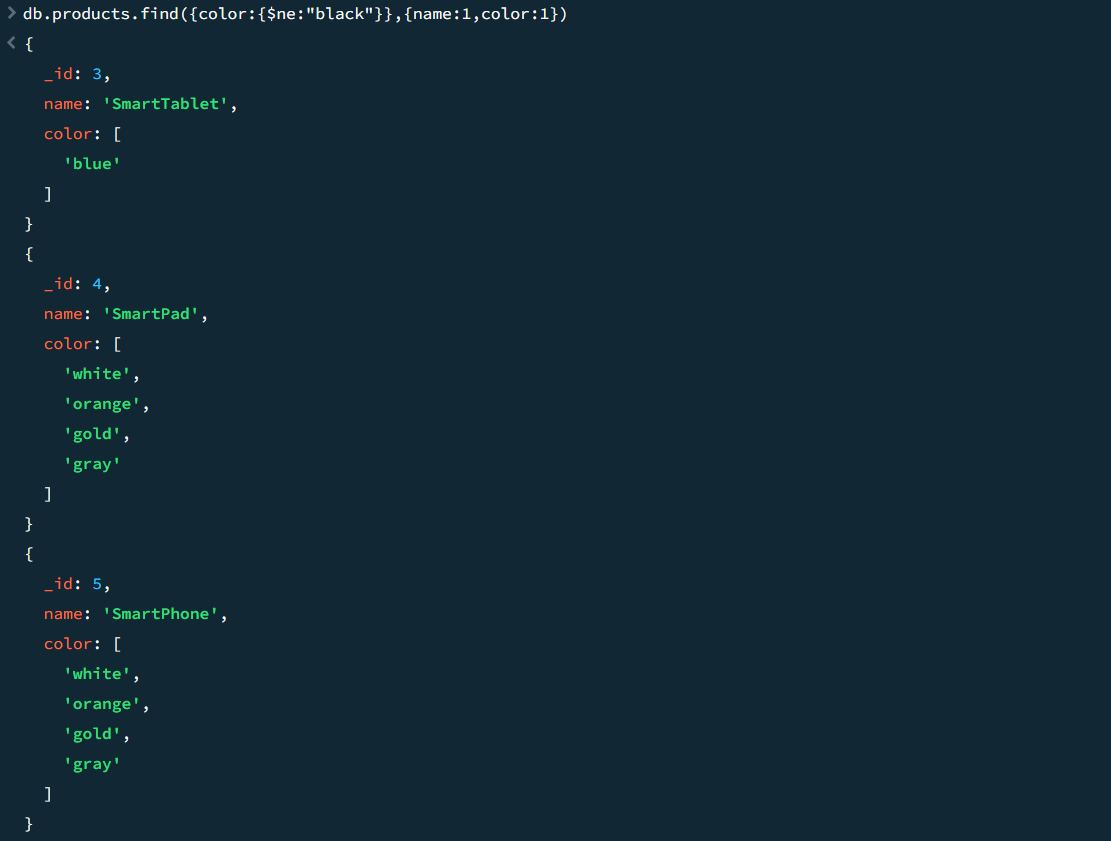 > db.products.find({color:{$ne:"black"}},{name:1,color:1})
< {
_id: 3,
name: 'SmartTablet',
color: [
'blue'
]
}
{
_id: 4,
name: 'SmartPad',
color: [
'white',
'orange',
'gold',
'gray'
]
}
{
_id: 5,
name: 'SmartPhone',
color: [
'white',
'orange',
'gold',
'gray'
]
}